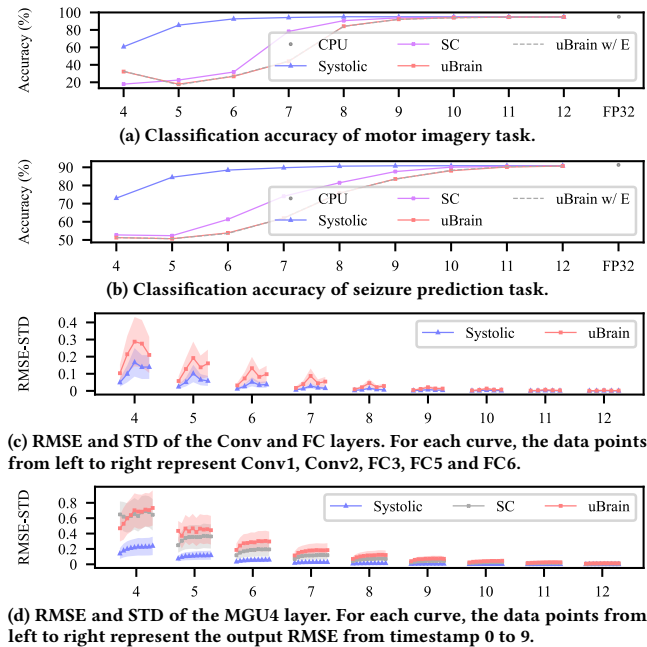 Accuracy (%)
100
80
60
40
20
CPU
SC
uBrain w/ E
Systolic
uBrain
4 5 6 7 8 9 10 11 12 FP32
(a) Classification accuracy of motor imagery task.
Accuracy (%)
90
80
70
60
50
CPU
SC
uBrain w/ E
Systolic
uBrain
4 5 6 7 8 9 10 11 12 FP32
(b) Classification accuracy of seizure prediction task.
RMSE-STD
0.4
0.3
0.2
0.1
0
Systolic
uBrain
4 5 6 7 8 9 10 11 12
(c) RMSE and STD of the Conv and FC layers. For each curve, the data points
from left to right represent Conv1, Conv2, FC3, FC5 and FC6.
RMSE-STD
0.8
0.6
0.4
0.2
0
Systolic
SC
uBrain
4 5 6 7 8 9 10 11 12
(d) RMSE and STD of the MGU4 layer. For each curve, the data points from
left to right represent the output RMSE from timestamp 0 to 9.